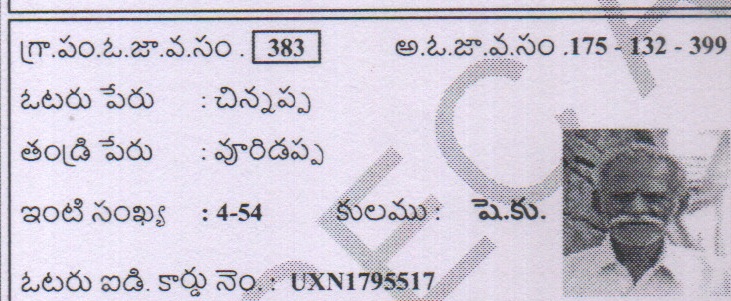 గ్రా.పం.ఓ.జా.వ.సం . 383 అ.ఓ.జా.వ.సం .175 - 132 - 399
ఓటరు పేరు : చిన్నప్ప
తండ్రి పేరు : వూరిడప్ప
ఇంటి సంఖ్య : 4-54 కులము : షె.కు.
ఓటరు ఐడి. కార్డు నెం. : UXN1795517